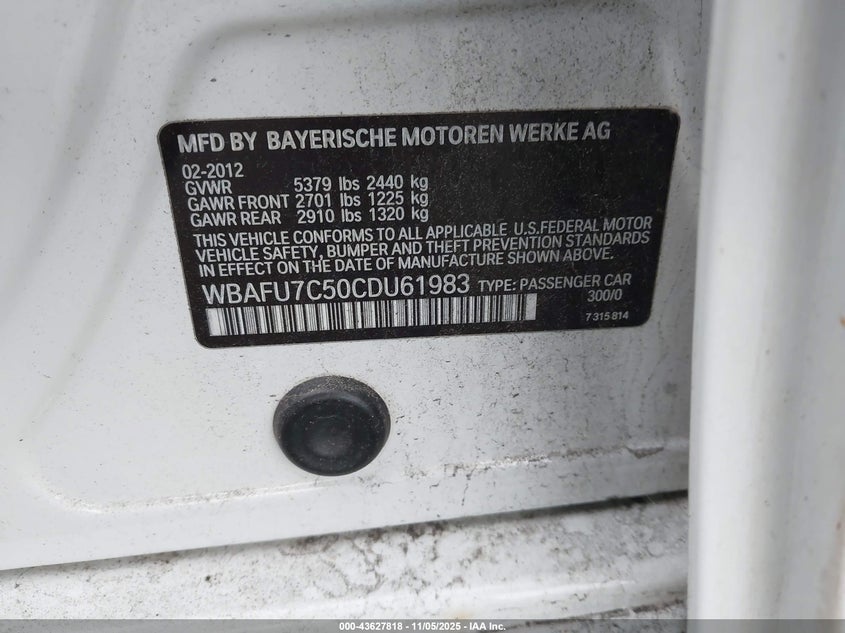 MFD BY BAYERISCHE MOTOREN WERKE AG
02-2012
GVWR 5379 lbs 2440 kg
GAWR FRONT 2701 lbs 1225 kg
GAWR REAR 2910 lbs 1320 kg
THIS VEHICLE CONFORMS TO ALL APPLICABLE U.S.FEDERAL MOTOR
VEHICLE SAFETY, BUMPER AND THEFT PREVENTION STANDARDS
IN EFFECT ON THE DATE OF MANUFACTURE SHOWN ABOVE.
WBAFU7C50CDU61983 TYPE: PASSENGER CAR
300/0
7 315 814
000-43627818 - 11/05/2025 - IAA Inc.